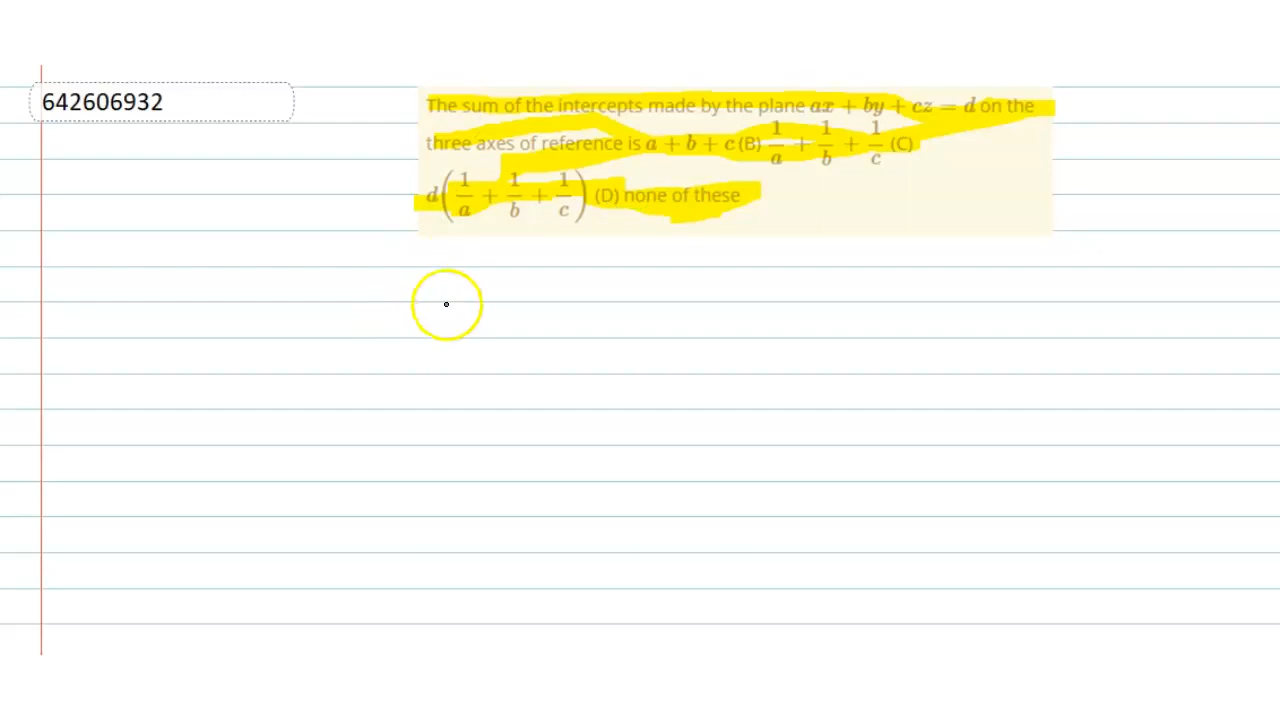 642606932
The sum of the intercepts made by the plane ax + by + cz = d on the
three axes of reference is a + b + c (B) 1/a + 1/b + 1/c (C)
d(1/a + 1/b + 1/c) (D) none of these